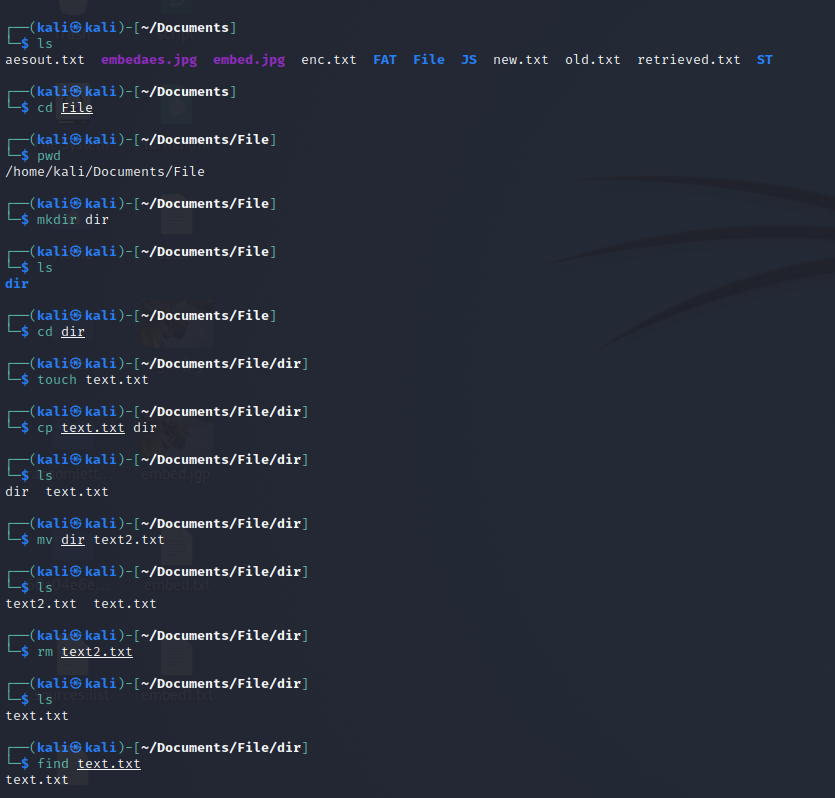 ┌──(kali㉿kali)-[~/Documents]
└─$ ls
aesout.txt  embedaes.jpg  embed.jpg  enc.txt  FAT  File  JS  new.txt  old.txt  retrieved.txt  ST
┌──(kali㉿kali)-[~/Documents]
└─$ cd File
┌──(kali㉿kali)-[~/Documents/File]
└─$ pwd
/home/kali/Documents/File
┌──(kali㉿kali)-[~/Documents/File]
└─$ mkdir dir
┌──(kali㉿kali)-[~/Documents/File]
└─$ ls
dir
┌──(kali㉿kali)-[~/Documents/File]
└─$ cd dir
┌──(kali㉿kali)-[~/Documents/File/dir]
└─$ touch text.txt
┌──(kali㉿kali)-[~/Documents/File/dir]
└─$ cp text.txt dir
┌──(kali㉿kali)-[~/Documents/File/dir]
└─$ ls
dir  text.txt
┌──(kali㉿kali)-[~/Documents/File/dir]
└─$ mv dir text2.txt
┌──(kali㉿kali)-[~/Documents/File/dir]
└─$ ls
text2.txt  text.txt
┌──(kali㉿kali)-[~/Documents/File/dir]
└─$ rm text2.txt
┌──(kali㉿kali)-[~/Documents/File/dir]
└─$ ls
text.txt
┌──(kali㉿kali)-[~/Documents/File/dir]
└─$ find text.txt
text.txt